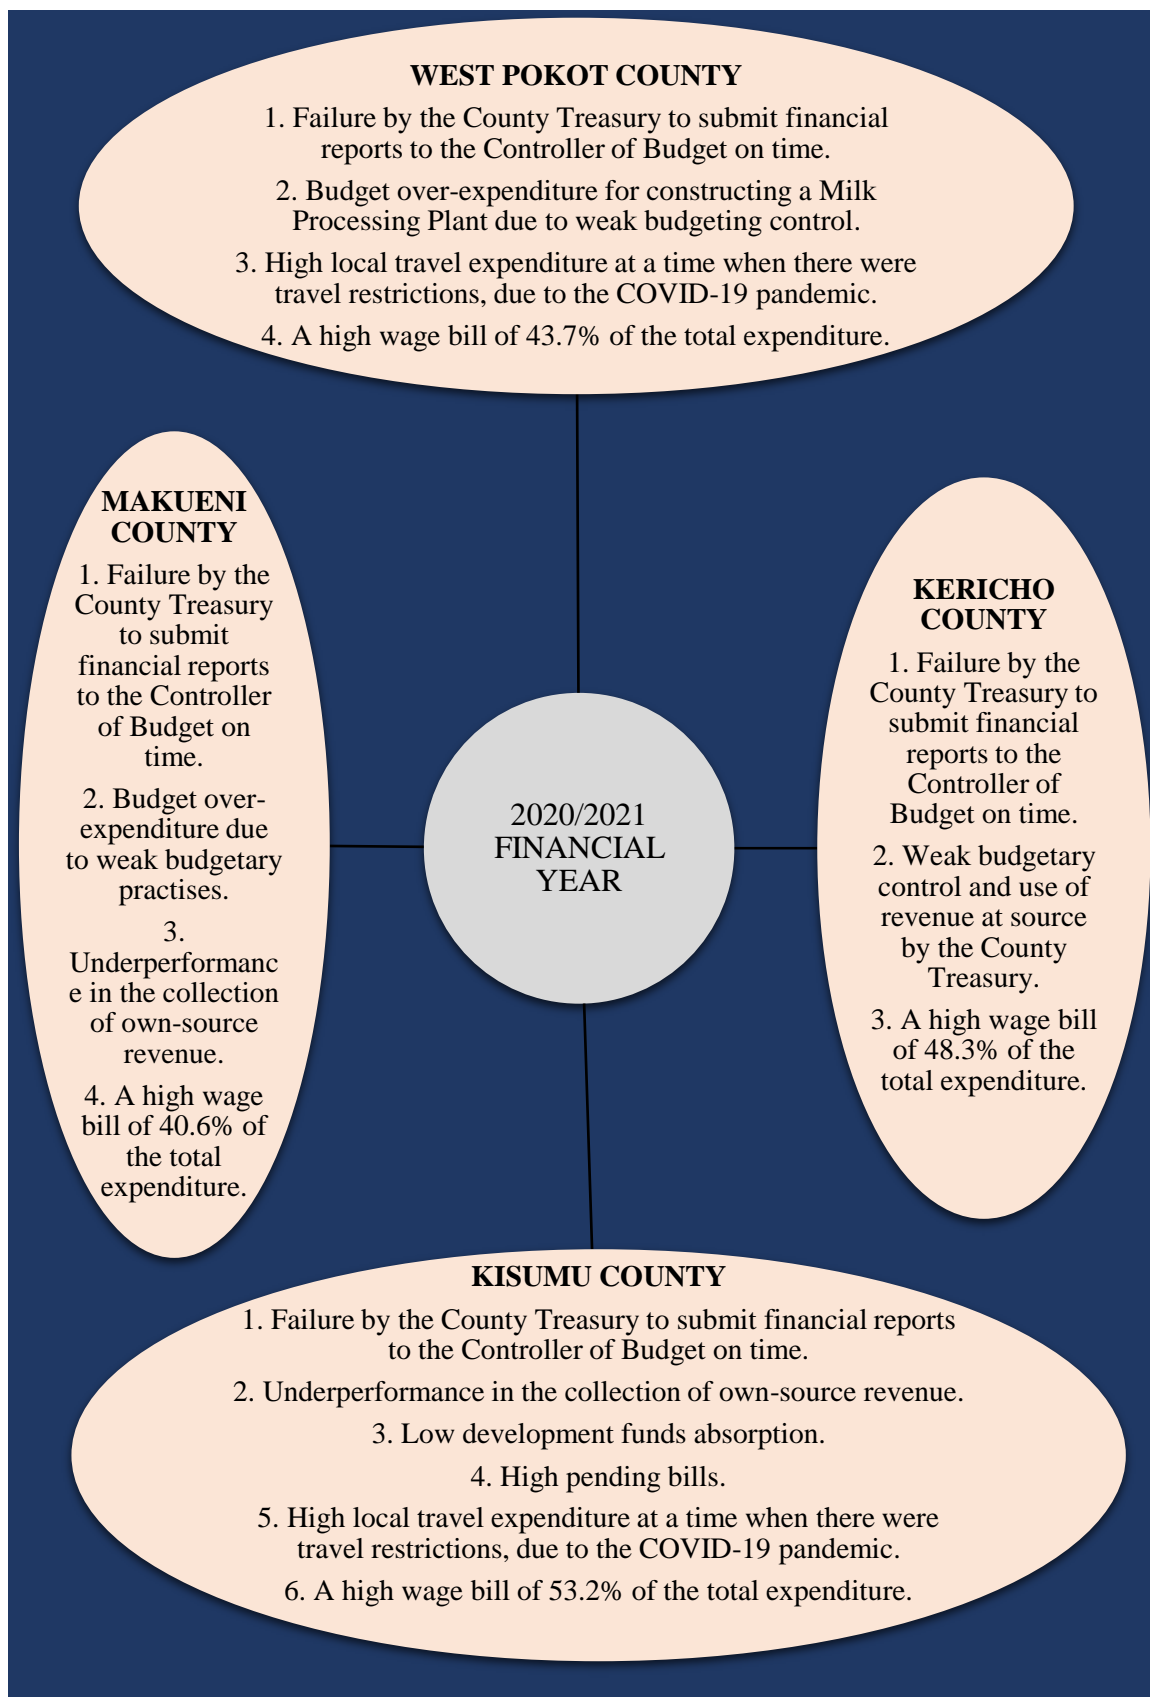 WEST POKOT COUNTY
1. Failure by the County Treasury to submit financial
reports to the Controller of Budget on time.
2. Budget over-expenditure for constructing a Milk
Processing Plant due to weak budgeting control.
3. High local travel expenditure at a time when there were
travel restrictions, due to the COVID-19 pandemic.
4. A high wage bill of 43.7% of the total expenditure.
MAKUENI
COUNTY
1. Failure by the
County Treasury
to submit
financial reports
to the Controller
of Budget on
time.
2. Budget over-
expenditure due
to weak budgetary
practises.
3.
Underperformanc
e in the collection
of own-source
revenue.
4. A high wage
bill of 40.6% of
the total
expenditure.
2020/2021
FINANCIAL
YEAR
KERICHO
COUNTY
1. Failure by the
County Treasury to
submit financial
reports to the
Controller of
Budget on time.
2. Weak budgetary
control and use of
revenue at source
by the County
Treasury.
3. A high wage bill
of 48.3% of the
total expenditure.
KISUMU COUNTY
1. Failure by the County Treasury to submit financial reports
to the Controller of Budget on time.
2. Underperformance in the collection of own-source revenue.
3. Low development funds absorption.
4. High pending bills.
5. High local travel expenditure at a time when there were
travel restrictions, due to the COVID-19 pandemic.
6. A high wage bill of 53.2% of the total expenditure.